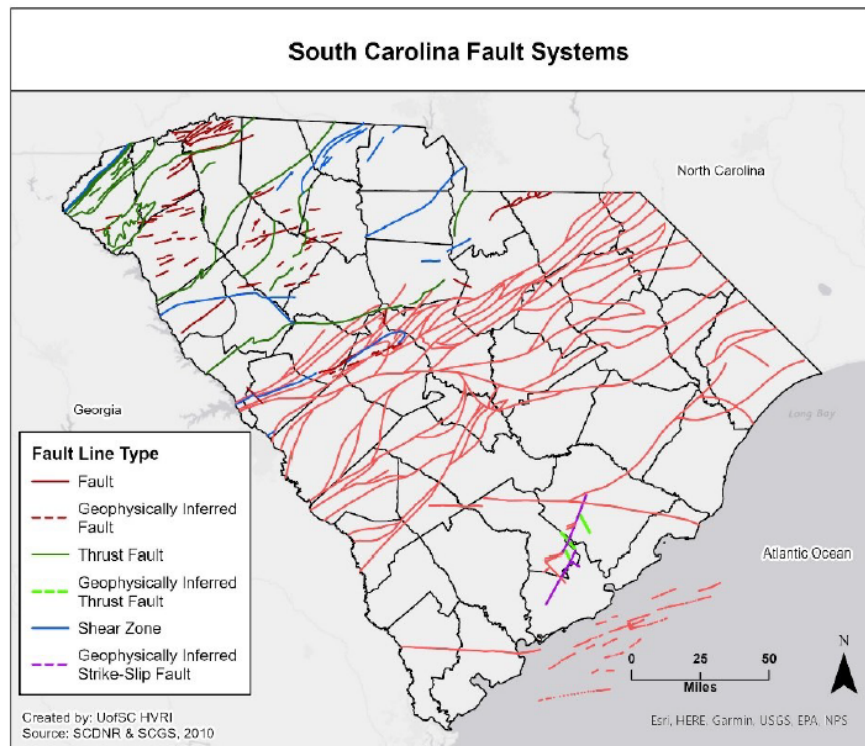 South Carolina Fault Systems
North Carolina
Georgia
Long Bay
Fault Line Type
Fault
Geophysically Inferred
Fault
Thrust Fault
Geophysically Inferred
Thrust Fault
Shear Zone
Geophysically Inferred
Strike-Slip Fault
Atlantic Ocean
N
0 25 50
Miles
Created by: UofSC HVRI
Source: SCDNR & SCGS, 2010
Esri, HERE, Garmin, USGS, EPA, NPS